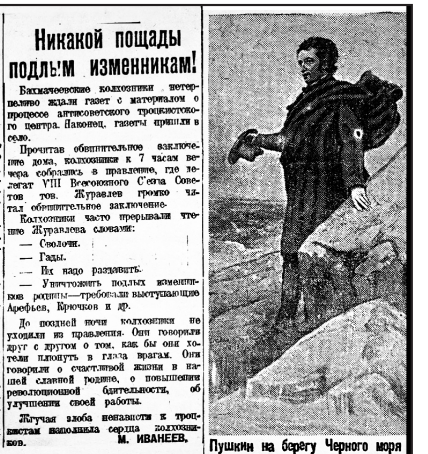 Никакой пощады
подлым изменникам!
Бахмачеевские колхозники нетер-
пеливо ждали газет с материалом о
процессе антисоветского троцкистско-
го центра. Наконец, газеты пришли в
село.
Прочитав обвинительное заключе-
ние дома, колхозники к 7 часам ве-
чера собрались в правление, где де-
легат VIII Всесоюзного С'езда Сове-
тов тов. Журавлев громко чи-
тал обвинительное заключение.
Колхозники часто прерывали чте-
ние Журавлева словами:
— Сволочи.
— Гады.
— Их надо раздавить.
— Уничтожить подлых изменни-
ков родины—требовали выступающие
Арефьев, Крючков и др.
До поздней ночи колхозники не
уходили из правления. Они говорили
друг с другом о том, как бы они хо-
тели плюнуть в глаза врагам. Они
говорили о счастливой жизни в на-
шей славной родине, о повышении
революционной бдительности, об
улучшении своей работы.
Жгучая злоба ненависти к троц-
кистам наполнила сердца колхозни-
ков.
М. ИВАНЕЕВ.
Пушкин на берегу Черного моря